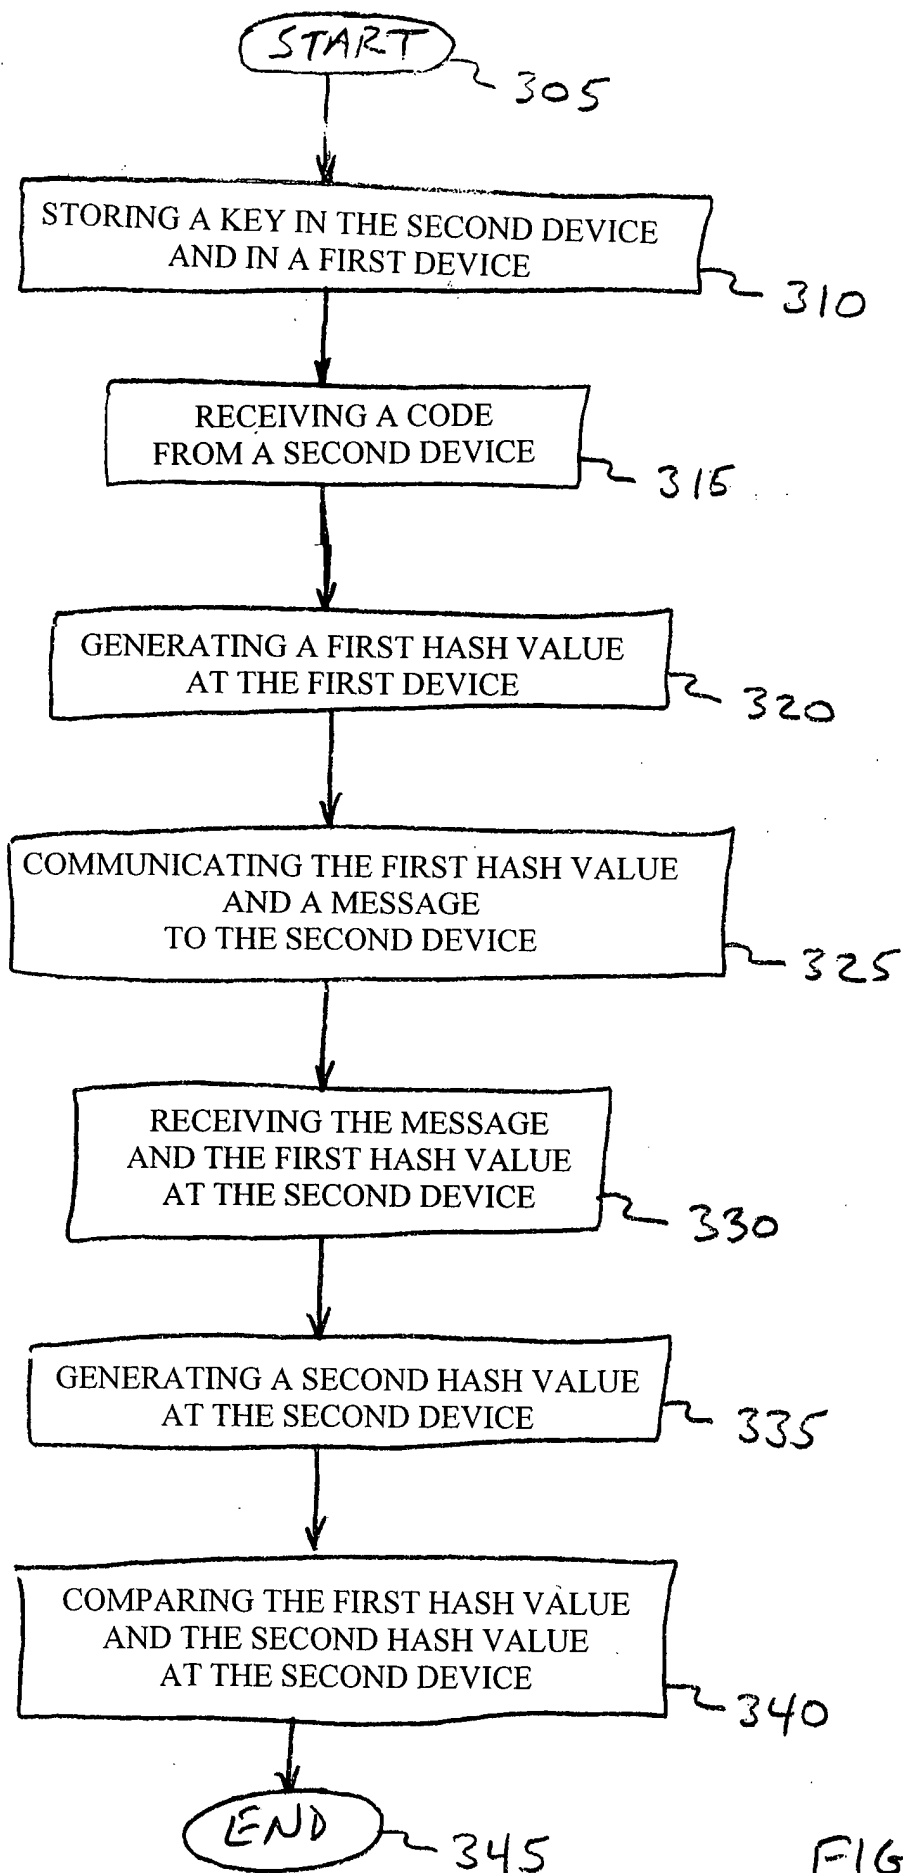 START
305
STORING A KEY IN THE SECOND DEVICE
AND IN A FIRST DEVICE
310
RECEIVING A CODE
FROM A SECOND DEVICE
315
GENERATING A FIRST HASH VALUE
AT THE FIRST DEVICE
320
COMMUNICATING THE FIRST HASH VALUE
AND A MESSAGE
TO THE SECOND DEVICE
325
RECEIVING THE MESSAGE
AND THE FIRST HASH VALUE
AT THE SECOND DEVICE
330
GENERATING A SECOND HASH VALUE
AT THE SECOND DEVICE
335
COMPARING THE FIRST HASH VALUE
AND THE SECOND HASH VALUE
AT THE SECOND DEVICE
340
END
345
FIG